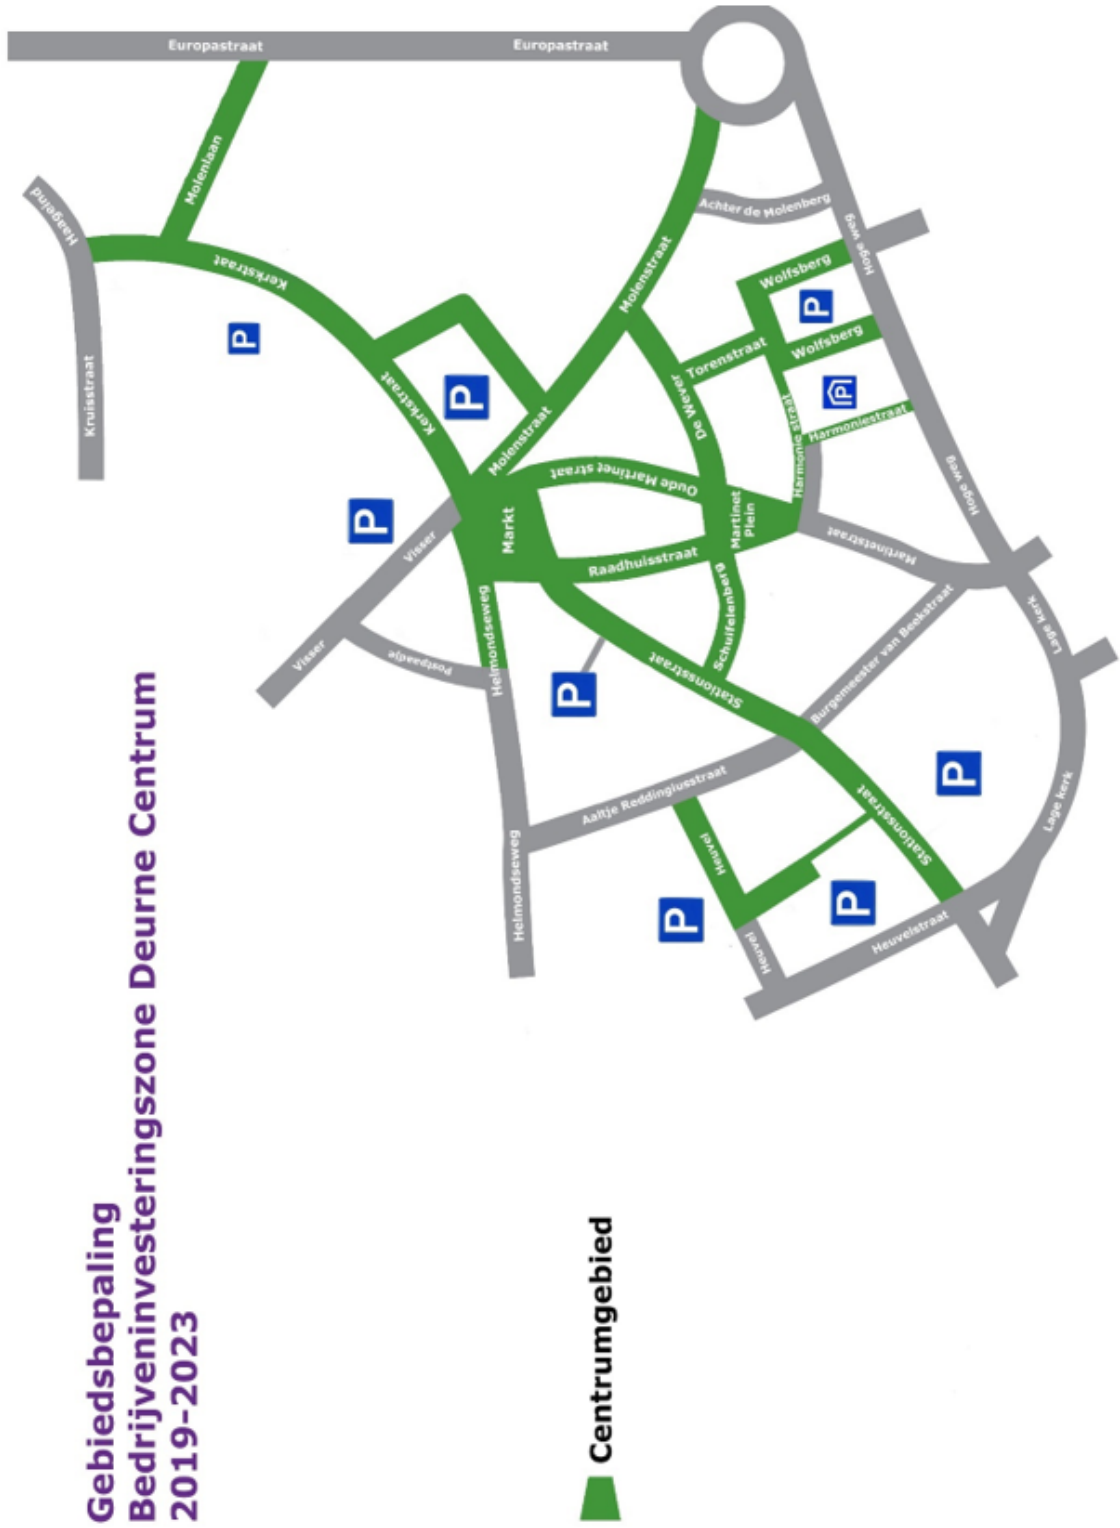 Gebiedsbepaling
Bedrijveninvesteringszone Deurne Centrum
2019-2023
Centrumgebied
Europastraat
Europastraat
Molenlaan
Haageind
Kruisstraat
Kerkstraat
Kerkstraat
P
P
P
Molenstraat
Molenstraat
Achter de Molenberg
Hoge weg
Hoge weg
Wolfsberg
P
Wolfsberg
Torenstraat
De Wever
P
Harmoniestraat
Harmonie straat
Oude Martinet straat
Markt
Martinet
Plein
Raadhuisstraat
Martinetstraat
Schuifelenberg
Visser
Visser
Postpaadje
Helmondseweg
Helmondseweg
P
Stationsstraat
Stationsstraat
Burgemeester van Beekstraat
Lage kerk
Lage kerk
P
Aaltje Reddingiusstraat
Heuvel
Heuvel
P
P
Heuvelstraat